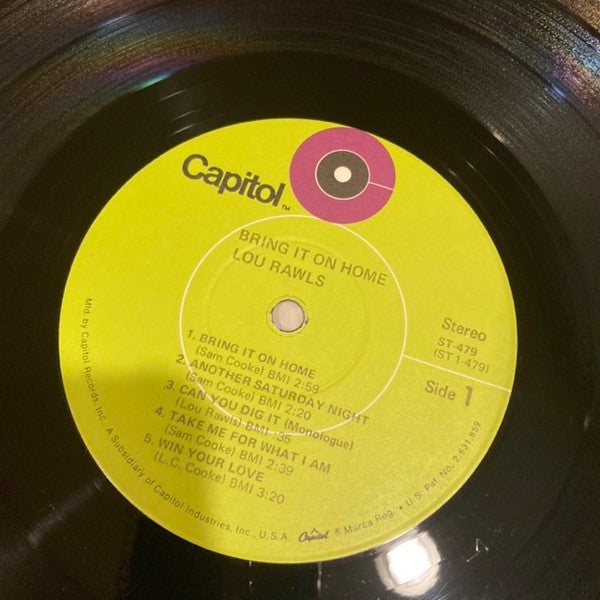 Capitol
TM
BRING IT ON HOME
LOU RAWLS
Stereo
ST-479
(ST 1-479)
Side 1
1. BRING IT ON HOME
(Sam Cooke) BMI 2:59
2. ANOTHER SATURDAY NIGHT
(Sam Cooke) BMI 2:20
3. CAN YOU DIG IT (Monologue)
(Lou Rawls) BMI :35
4. TAKE ME FOR WHAT I AM
(Sam Cooke) BMI 2:39
5. WIN YOUR LOVE
(L.C. Cooke) BMI 3:20
Mfd. by Capitol Records, Inc. A Subsidiary of Capitol Industries, Inc., U.S.A. Capitol ® Marca Reg. • U.S. Pat. No. 2,631,859